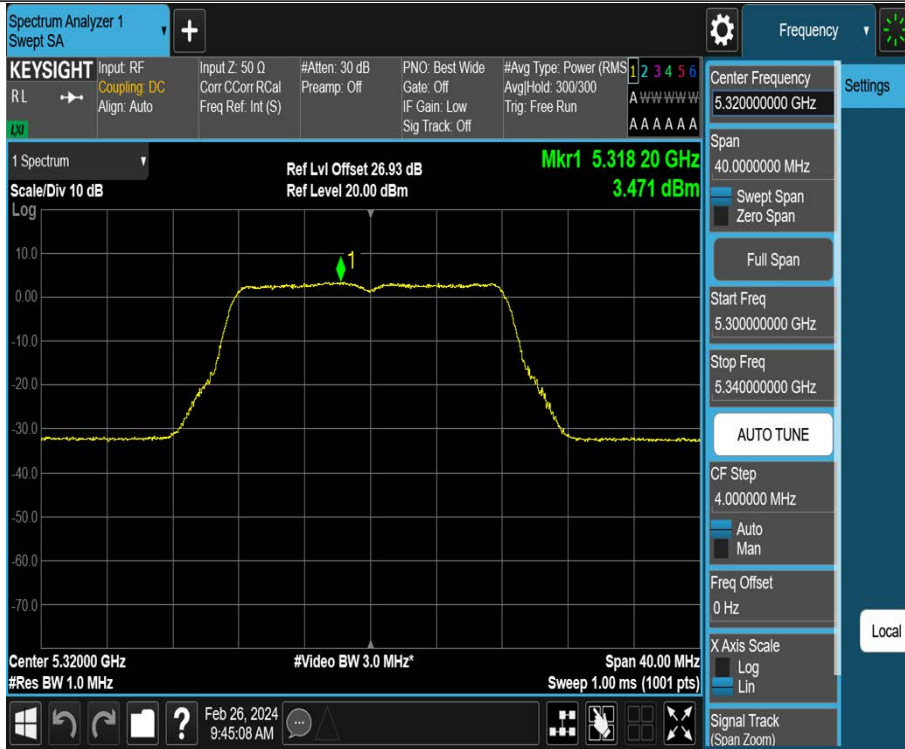 Spectrum Analyzer 1
Swept SA
+
Frequency
KEYSIGHT
R L
LXI
Input: RF
Coupling: DC
Align: Auto
Input Z: 50 Ω
Corr CCorr RCal
Freq Ref: Int (S)
#Atten: 30 dB
Preamp: Off
PNO: Best Wide
Gate: Off
IF Gain: Low
Sig Track: Off
#Avg Type: Power (RMS
Avg|Hold: 300/300
Trig: Free Run
1 2 3 4 5 6
A W W W W W
A A A A A A
1 Spectrum
Scale/Div 10 dB
Log
Ref Lvl Offset 26.93 dB
Ref Level 20.00 dBm
Mkr1 5.318 20 GHz
3.471 dBm
1
10.0
0.00
-10.0
-20.0
-30.0
-40.0
-50.0
-60.0
-70.0
Center 5.32000 GHz
#Res BW 1.0 MHz
#Video BW 3.0 MHz*
Span 40.00 MHz
Sweep 1.00 ms (1001 pts)
?
Feb 26, 2024
9:45:08 AM
Center Frequency
5.320000000 GHz
Settings
Span
40.0000000 MHz
Swept Span
Zero Span
Full Span
Start Freq
5.300000000 GHz
Stop Freq
5.340000000 GHz
AUTO TUNE
CF Step
4.000000 MHz
Auto
Man
Freq Offset
0 Hz
Local
X Axis Scale
Log
Lin
Signal Track
(Span Zoom)